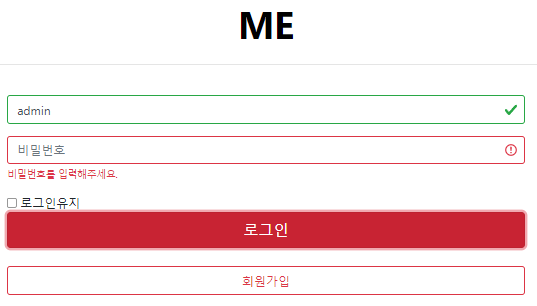 ME
admin
비밀번호
비밀번호를 입력해주세요.
로그인유지
로그인
회원가입